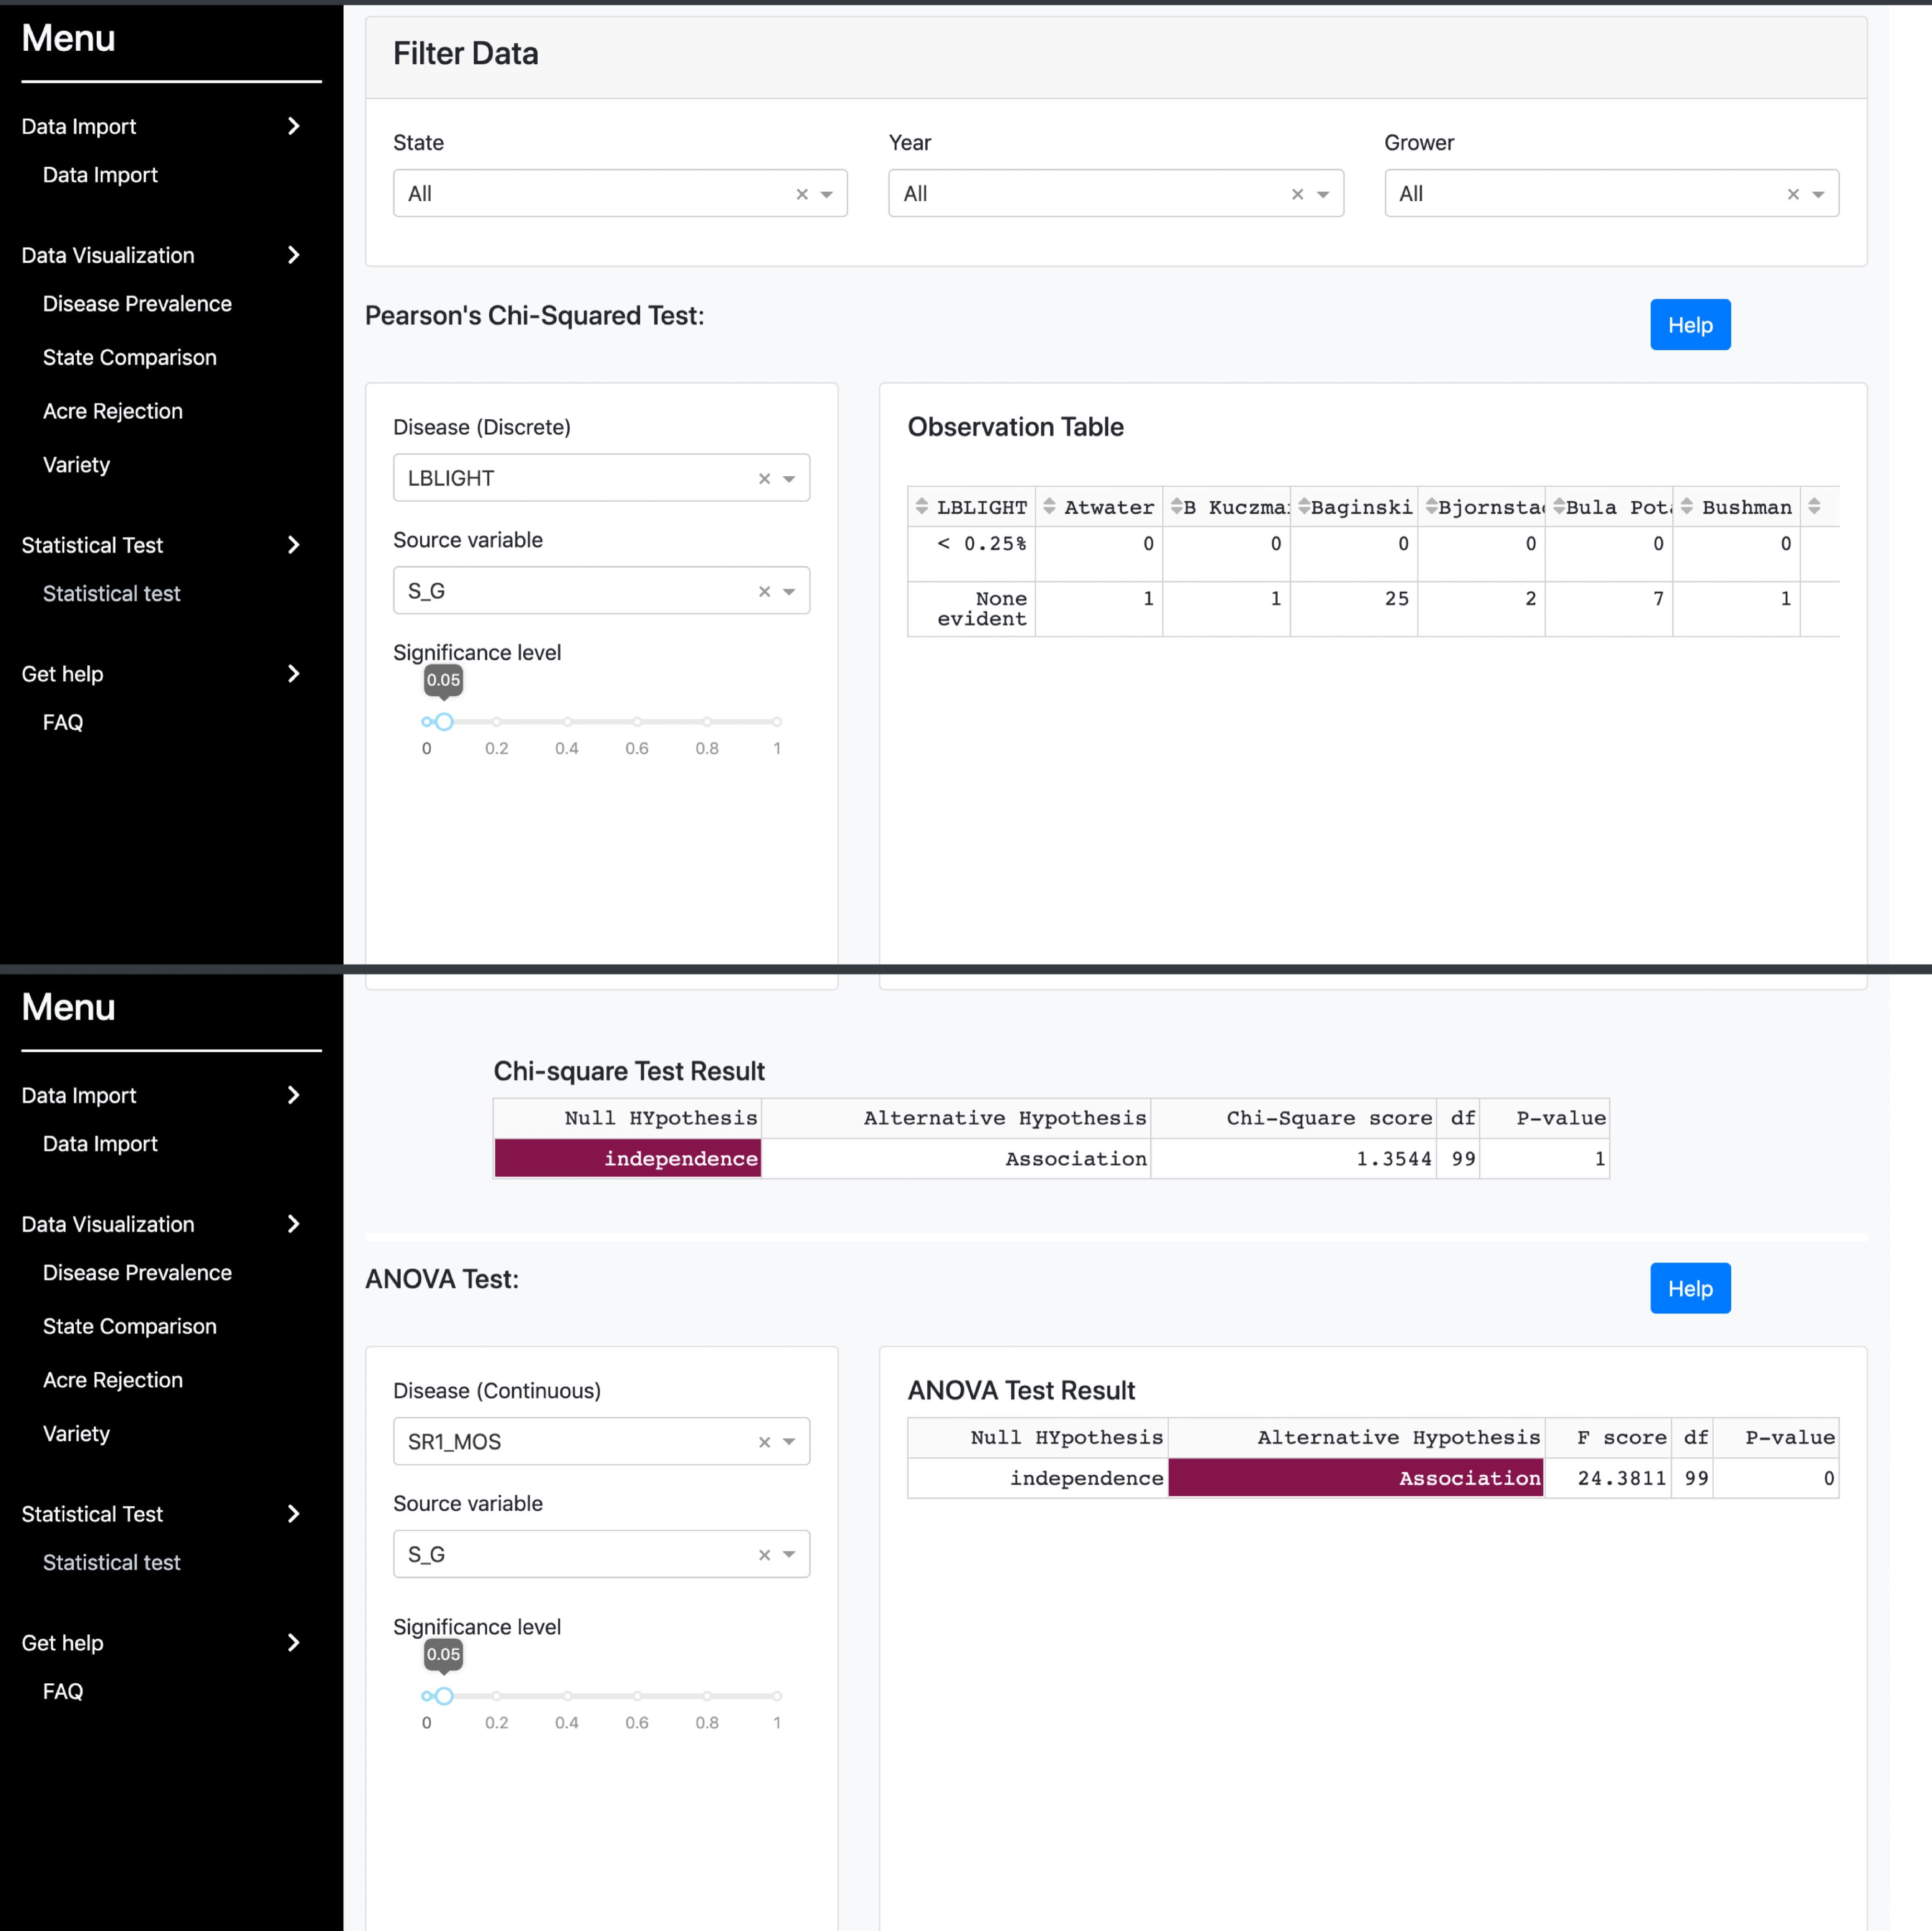 Menu
Data Import
Data Import
Data Visualization
Disease Prevalence
State Comparison
Acre Rejection
Variety
Statistical Test
Statistical test
Get help
FAQ
Filter Data
State Year Grower
All All All
Pearson's Chi-Squared Test:
Help
Disease (Discrete)
LBLIGHT
Source variable
S_G
Significance level
0.05
0 0.2 0.4 0.6 0.8 1
Observation Table
LBLIGHT Atwater B Kuczma Baginski Bjornsta Bula Pot Bushman
< 0.25% 0 0 0 0 0 0
None evident 1 1 25 2 7 1
Menu
Data Import
Data Import
Data Visualization
Disease Prevalence
State Comparison
Acre Rejection
Variety
Statistical Test
Statistical test
Get help
FAQ
Chi-square Test Result
Null HYpothesis Alternative Hypothesis Chi-Square score df P-value
independence Association 1.3544 99 1
ANOVA Test:
Help
Disease (Continuous)
SR1_MOS
Source variable
S_G
Significance level
0.05
0 0.2 0.4 0.6 0.8 1
ANOVA Test Result
Null HYpothesis Alternative Hypothesis F score df P-value
independence Association 24.3811 99 0